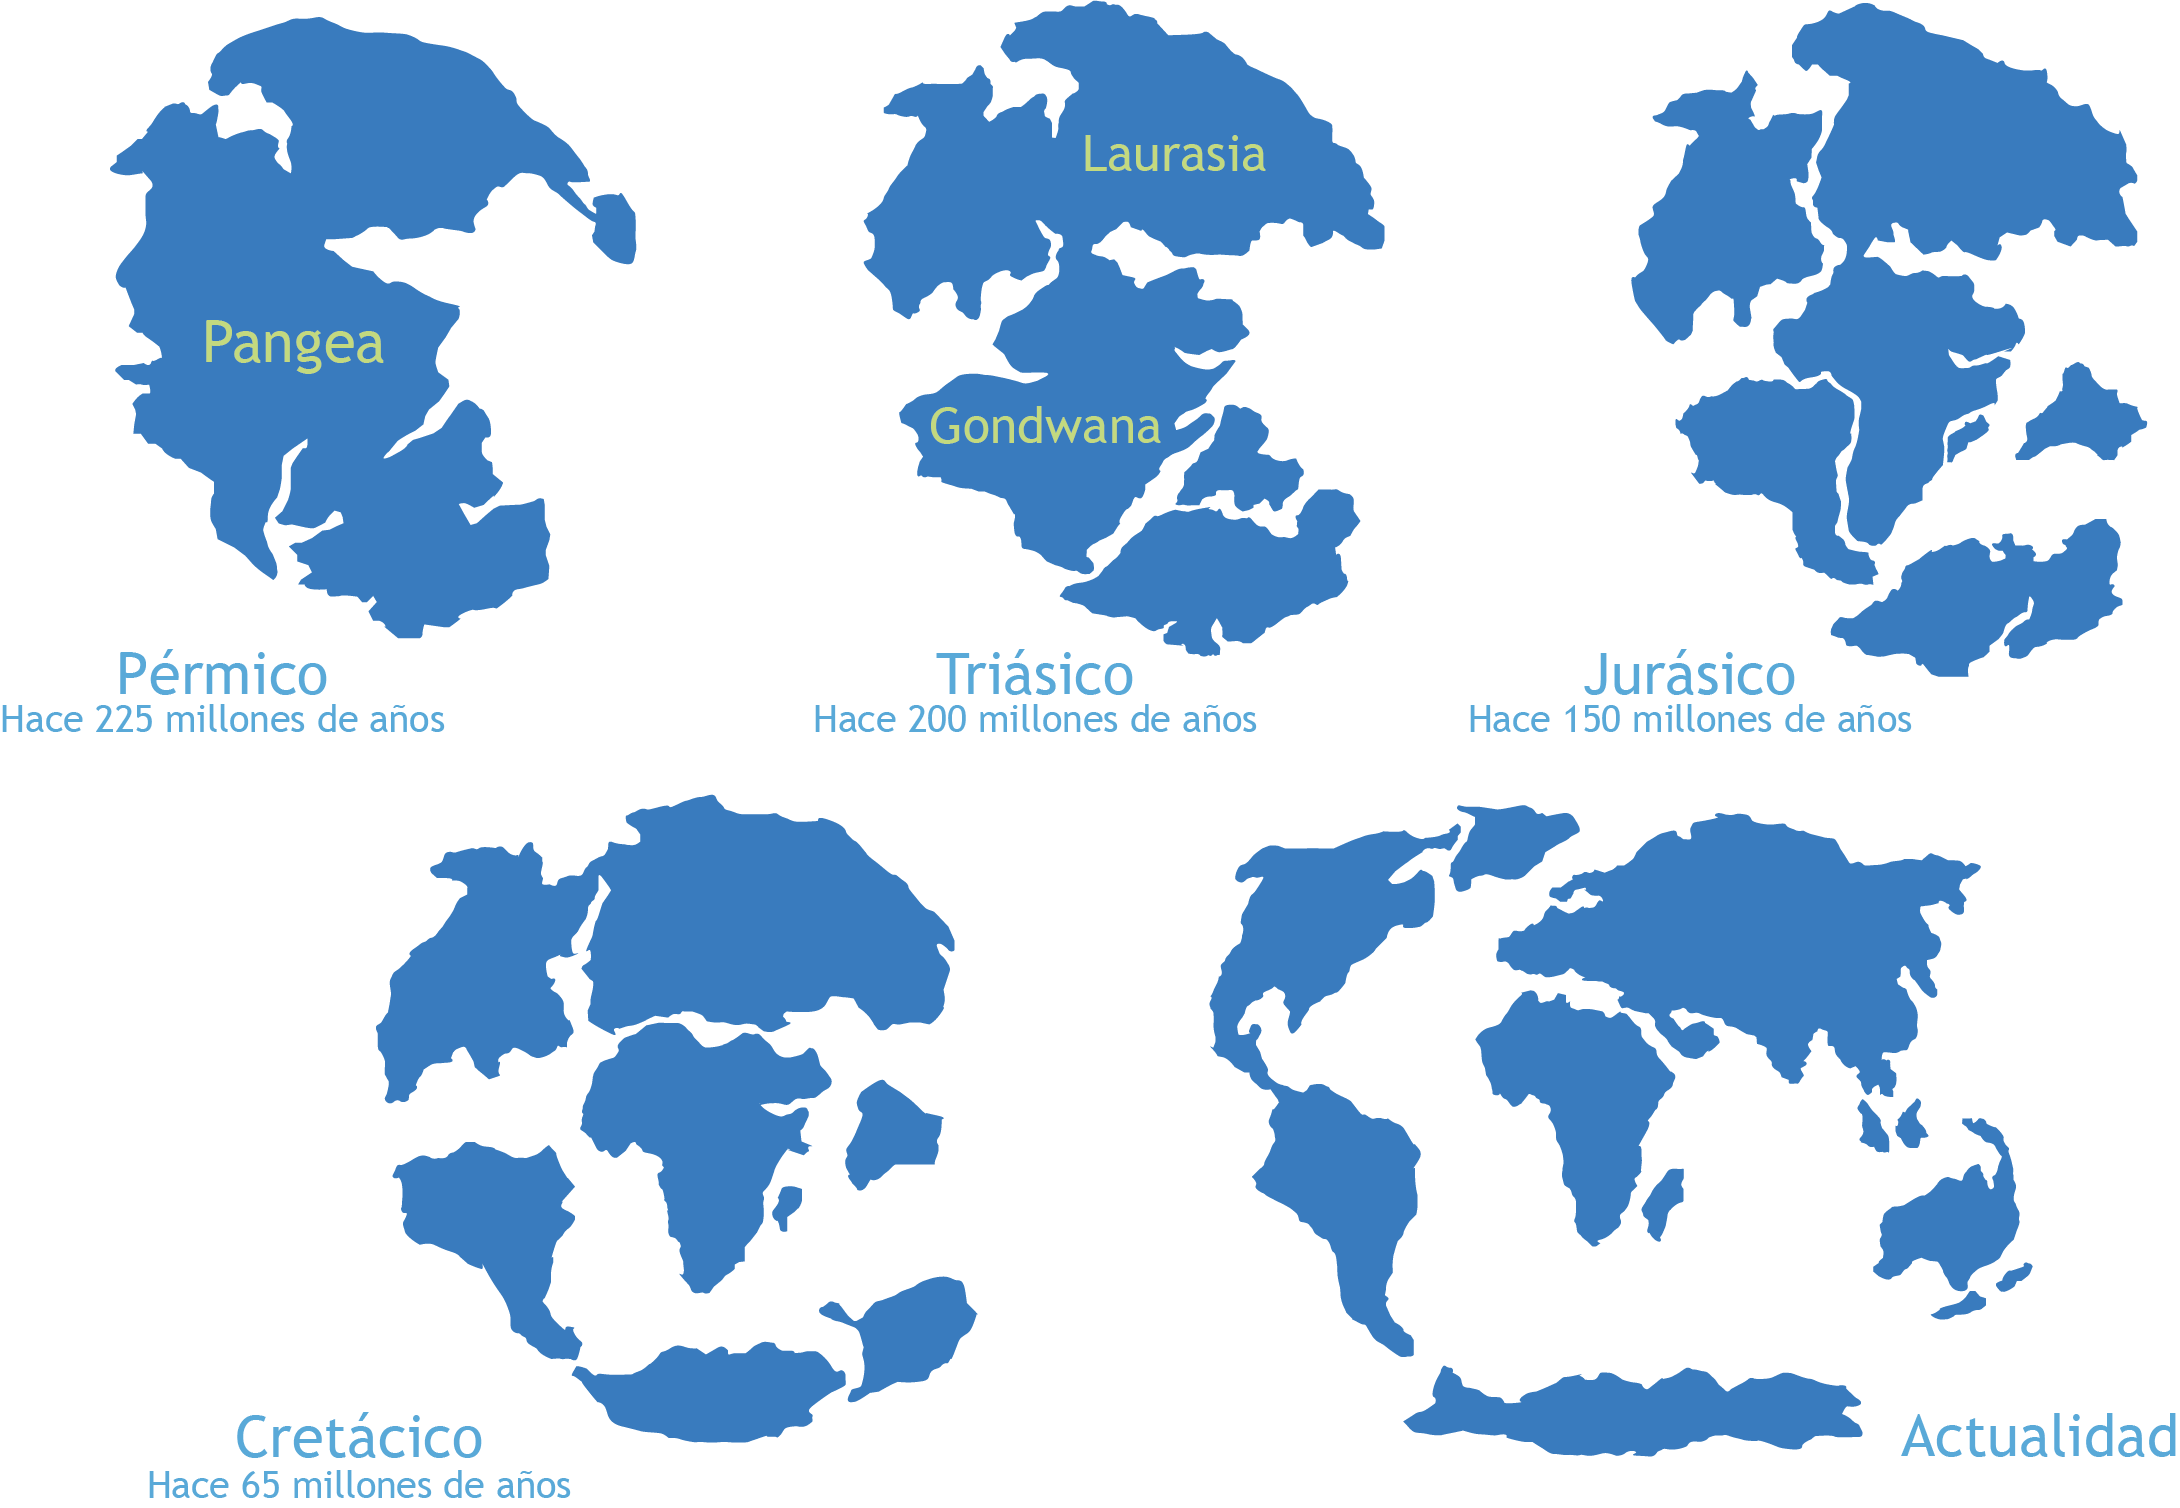 Pangea
Pérmico
Hace 225 millones de años
Laurasia
Gondwana
Triásico
Hace 200 millones de años
Jurásico
Hace 150 millones de años
Cretácico
Hace 65 millones de años
Actualidad